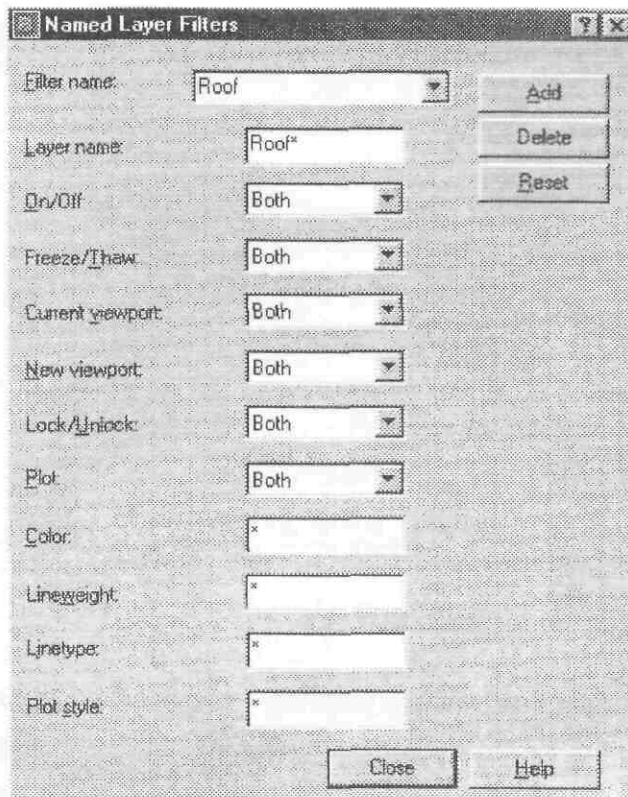 Named Layer Filters ? ×
Filter name: Roof Add
Layer name: Roof* Delete
On/Off Both Reset
Freeze/Thaw: Both
Current viewport: Both
New viewport: Both
Lock/Unlock: Both
Plot: Both
Color: *
Lineweight: *
Linetype: *
Plot style: *
Close Help